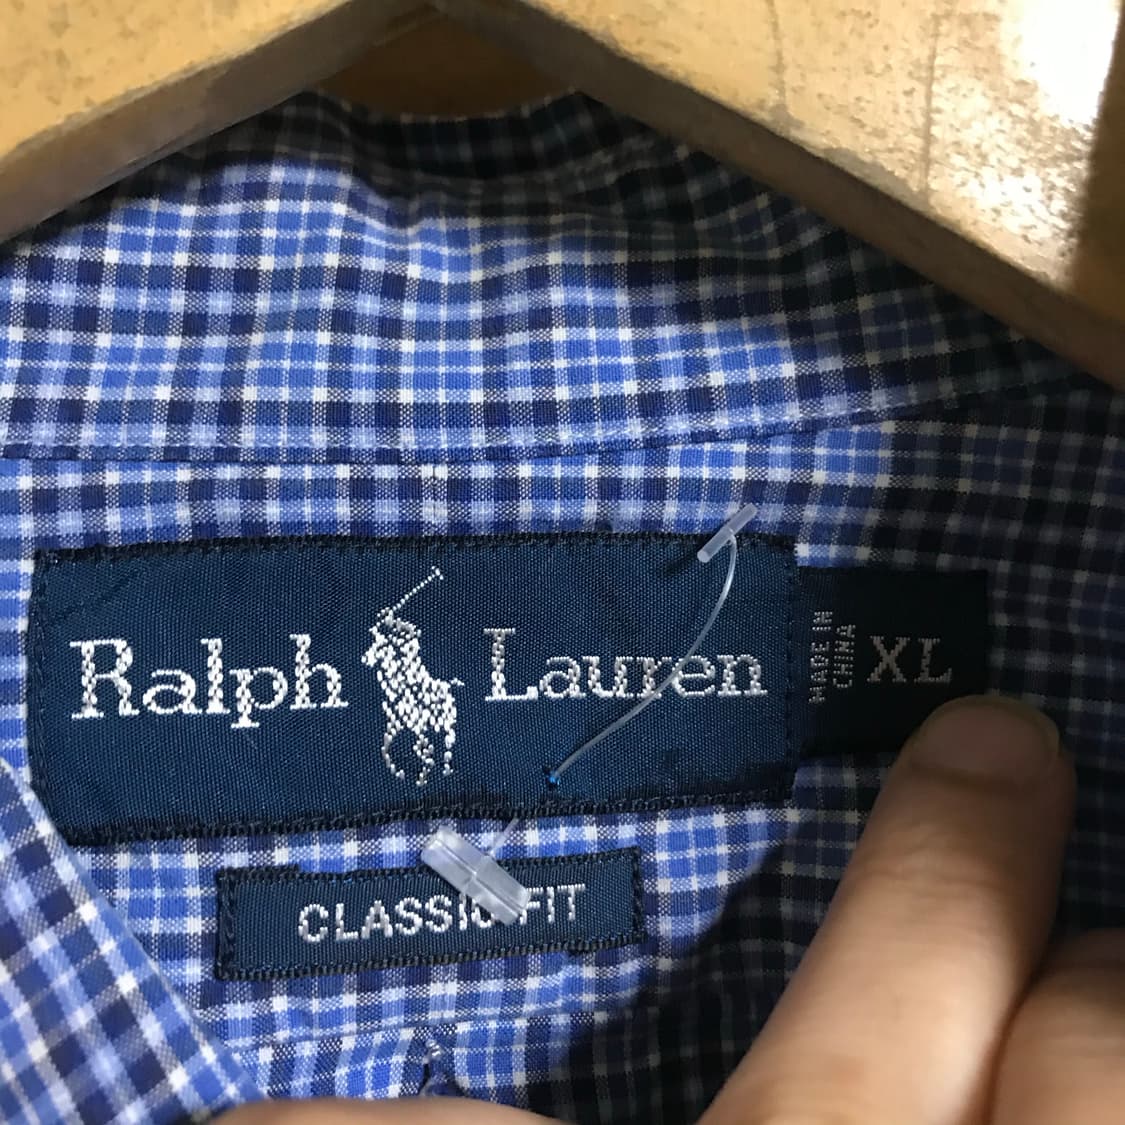 Ralph Lauren
MADE IN
CHINA
XL
CLASSIC FIT